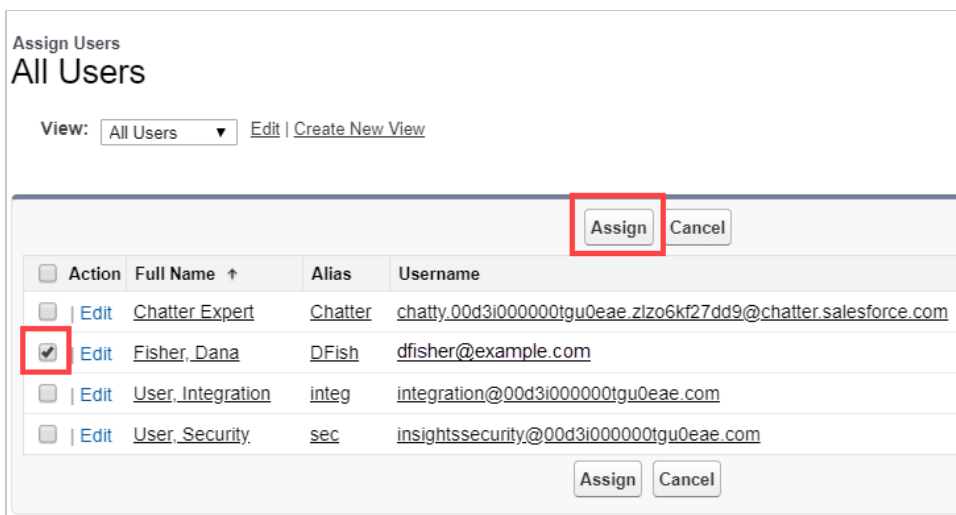 Assign Users
All Users
View: All Users Edit | Create New View
Assign Cancel
Action Full Name Alias Username
| Edit Chatter Expert Chatter chatty.00d3i000000tgu0eae.zlzo6kf27dd9@chatter.salesforce.com
| Edit Fisher, Dana DFish dfisher@example.com
| Edit User, Integration integ integration@00d3i000000tgu0eae.com
| Edit User, Security sec insightssecurity@00d3i000000tgu0eae.com
Assign Cancel